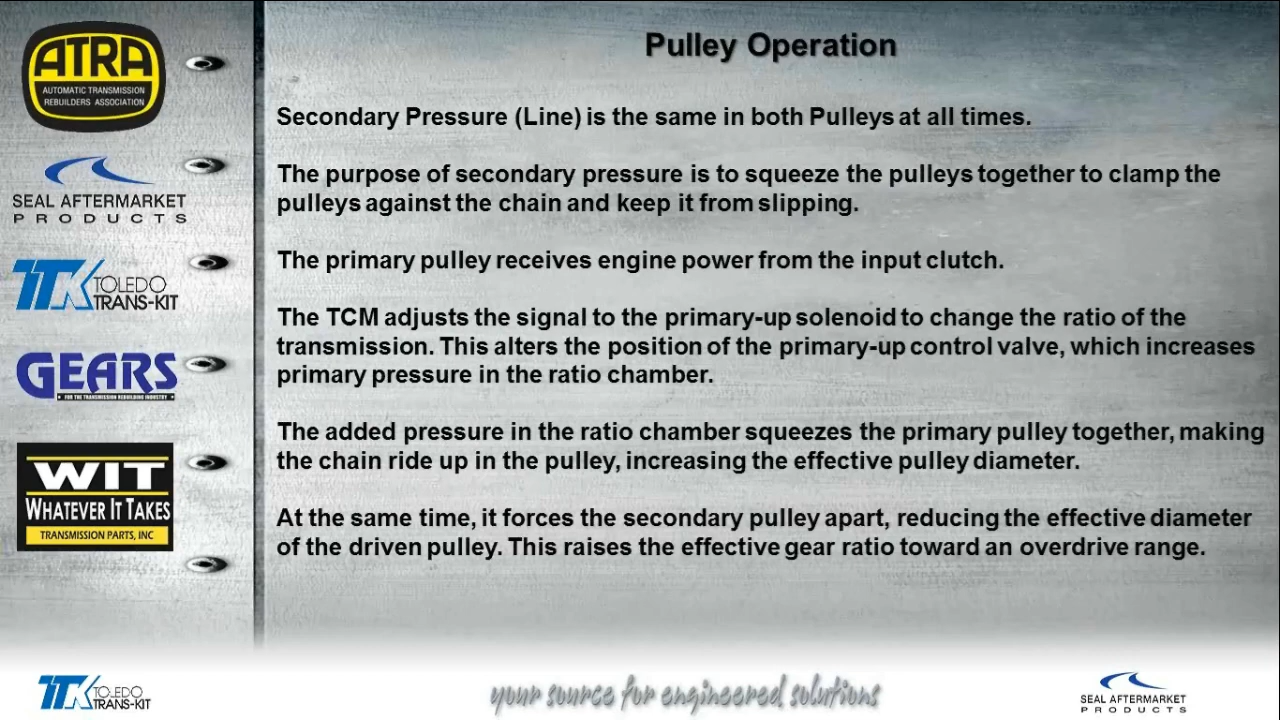 ATRA
AUTOMATIC TRANSMISSION
REBUILDERS ASSOCIATION
SEAL AFTERMARKET
PRODUCTS
TTK TOLEDO
TRANS-KIT
GEARS
FOR THE TRANSMISSION REBUILDING INDUSTRY
WIT
WHATEVER IT TAKES
TRANSMISSION PARTS, INC
Pulley Operation
Secondary Pressure (Line) is the same in both Pulleys at all times.
The purpose of secondary pressure is to squeeze the pulleys together to clamp the
pulleys against the chain and keep it from slipping.
The primary pulley receives engine power from the input clutch.
The TCM adjusts the signal to the primary-up solenoid to change the ratio of the
transmission. This alters the position of the primary-up control valve, which increases
primary pressure in the ratio chamber.
The added pressure in the ratio chamber squeezes the primary pulley together, making
the chain ride up in the pulley, increasing the effective pulley diameter.
At the same time, it forces the secondary pulley apart, reducing the effective diameter
of the driven pulley. This raises the effective gear ratio toward an overdrive range.
TTK TOLEDO
TRANS-KIT
your source for engineered solutions
SEAL AFTERMARKET
PRODUCTS